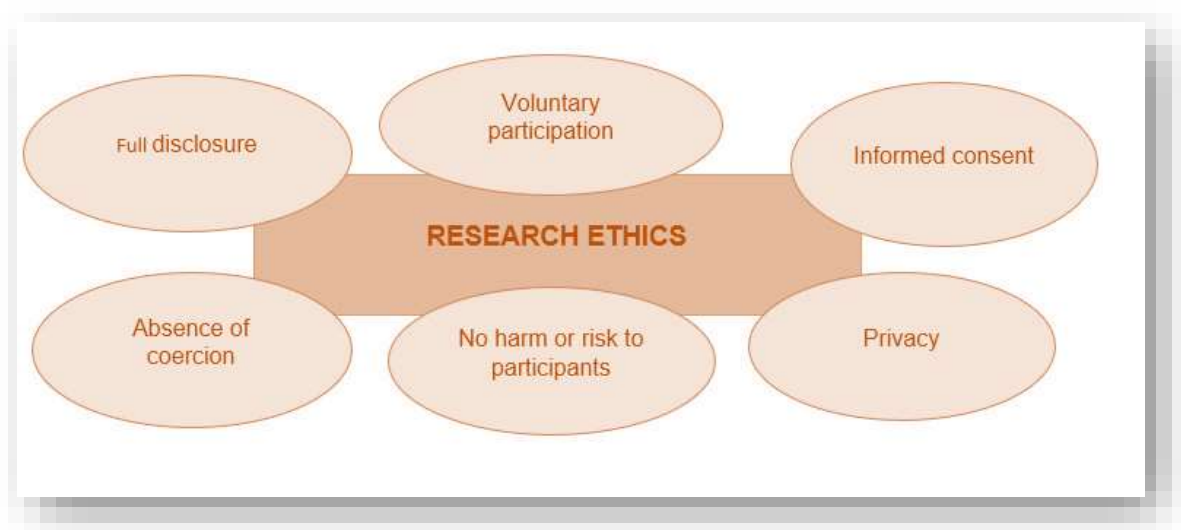 Full disclosure
Voluntary
participation
Informed consent
RESEARCH ETHICS
Absence of
coercion
No harm or risk to
participants
Privacy